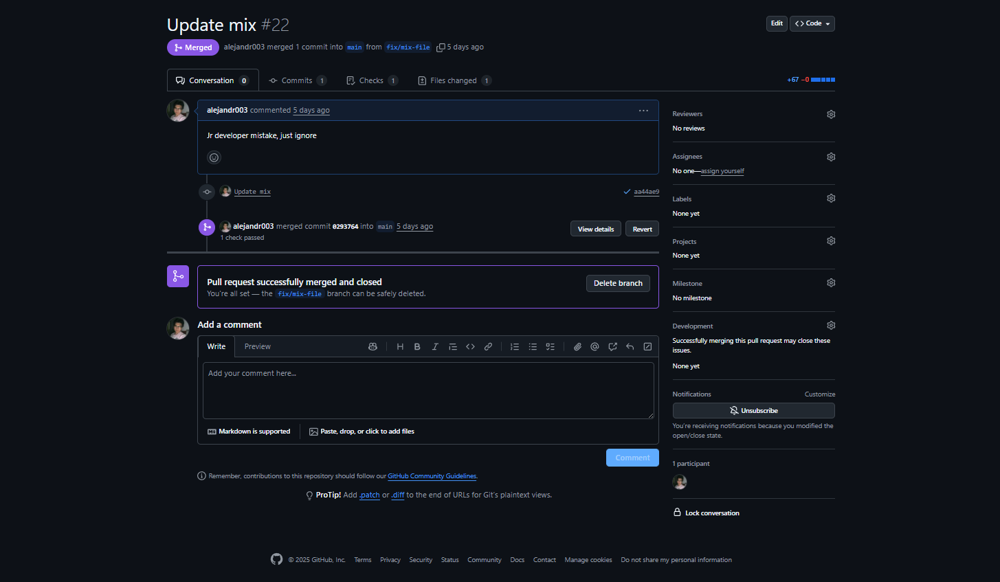 Update mix #22
Edit
Code
Merged
alejandr003 merged 1 commit into main from fix/mix-file 5 days ago
Conversation 0
Commits 1
Checks 1
Files changed 1
+67 −0
alejandr003 commented 5 days ago
Jr developer mistake, just ignore
Update mix
aa44ae9
alejandr003 merged commit 0293764 into main 5 days ago
1 check passed
View details
Revert
Pull request successfully merged and closed
You're all set — the fix/mix-file branch can be safely deleted.
Delete branch
Add a comment
Write
Preview
Add your comment here...
Markdown is supported
Paste, drop, or click to add files
Comment
Remember, contributions to this repository should follow our GitHub Community Guidelines.
ProTip! Add .patch or .diff to the end of URLs for Git's plaintext views.
Reviewers
No reviews
Assignees
No one—assign yourself
Labels
None yet
Projects
None yet
Milestone
No milestone
Development
Successfully merging this pull request may close these
issues.
None yet
Notifications
Customize
Unsubscribe
You're receiving notifications because you modified the
open/close state.
1 participant
Lock conversation
© 2025 GitHub, Inc.
Terms
Privacy
Security
Status
Community
Docs
Contact
Manage cookies
Do not share my personal information